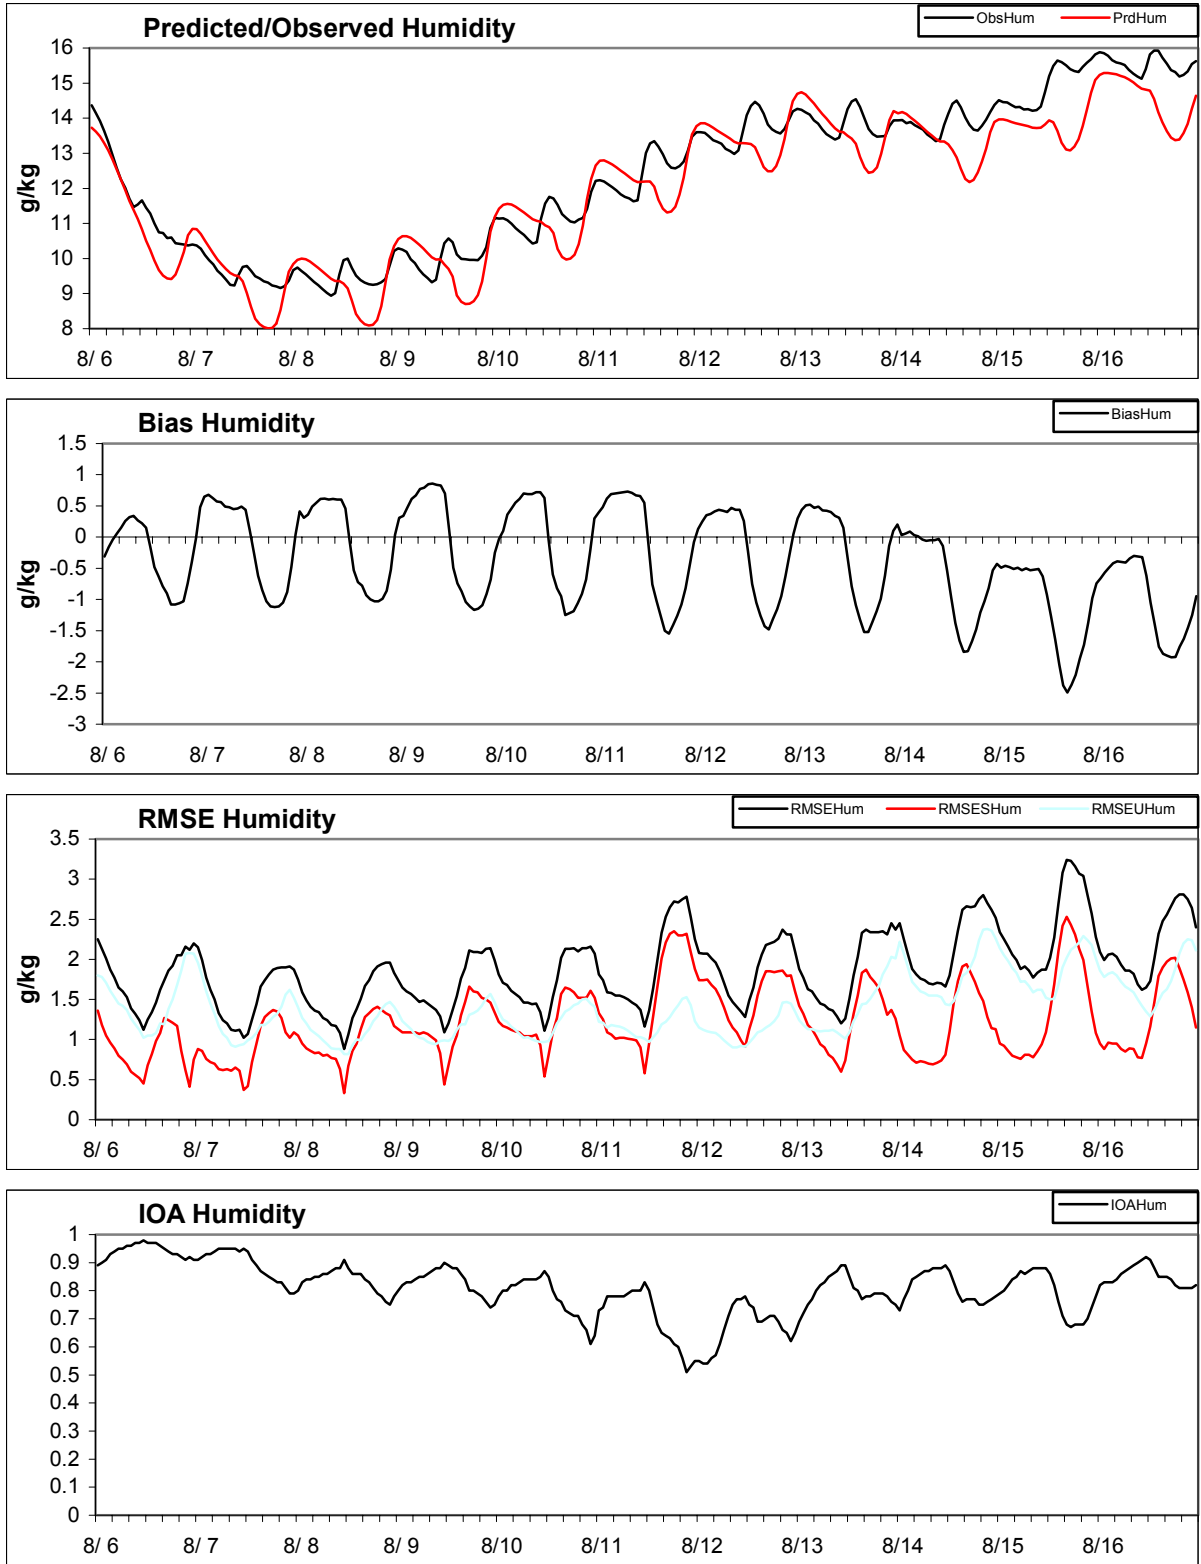 Predicted/Observed Humidity
ObsHum PrdHum
16
15
14
13
12
11
10
9
8
g/kg
8/ 6 8/ 7 8/ 8 8/ 9 8/10 8/11 8/12 8/13 8/14 8/15 8/16
Bias Humidity
BiasHum
1.5
1
0.5
0
-0.5
-1
-1.5
-2
-2.5
-3
g/kg
8/ 6 8/ 7 8/ 8 8/ 9 8/10 8/11 8/12 8/13 8/14 8/15 8/16
RMSE Humidity
RMSEHum RMSESHum RMSEUHum
3.5
3
2.5
2
1.5
1
0.5
0
g/kg
8/ 6 8/ 7 8/ 8 8/ 9 8/10 8/11 8/12 8/13 8/14 8/15 8/16
IOA Humidity
IOAHum
1
0.9
0.8
0.7
0.6
0.5
0.4
0.3
0.2
0.1
0
8/ 6 8/ 7 8/ 8 8/ 9 8/10 8/11 8/12 8/13 8/14 8/15 8/16